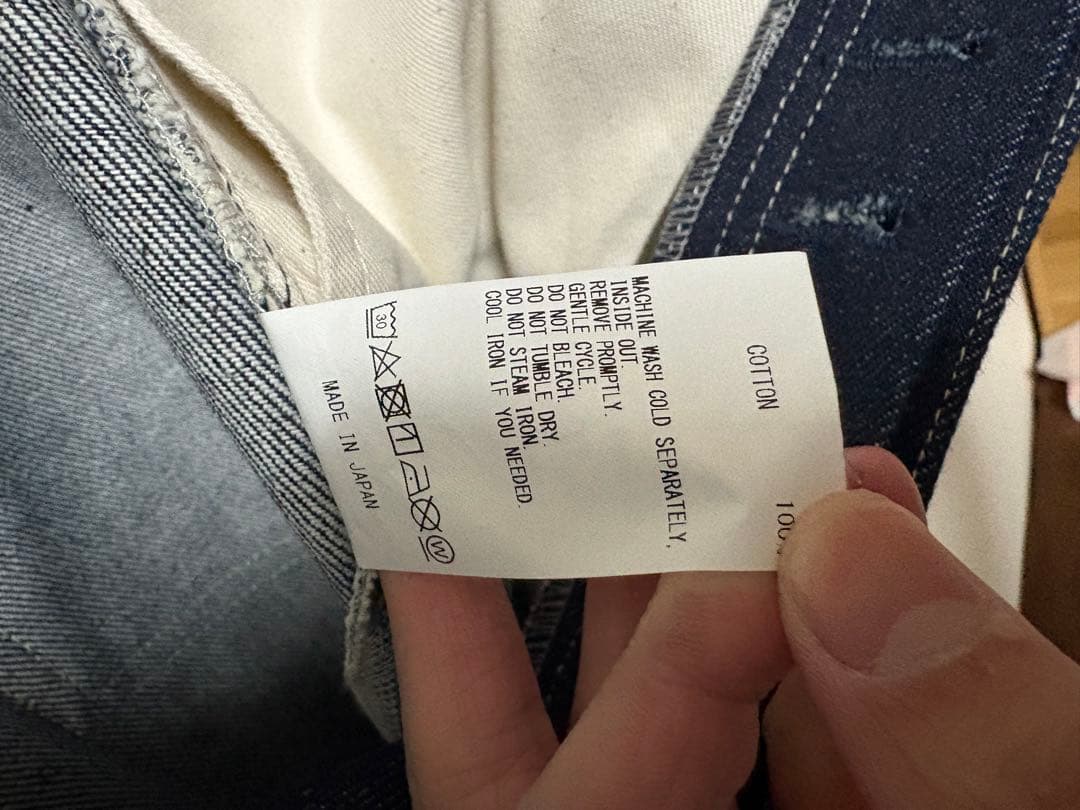 COTTON 100%
MACHINE WASH COLD SEPARATELY,
INSIDE OUT.
REMOVE PROMPTLY.
GENTLE CYCLE.
DO NOT BLEACH.
DO NOT TUMBLE DRY.
DO NOT STEAM IRON.
COOL IRON IF YOU NEEDED.
30
W
MADE IN JAPAN